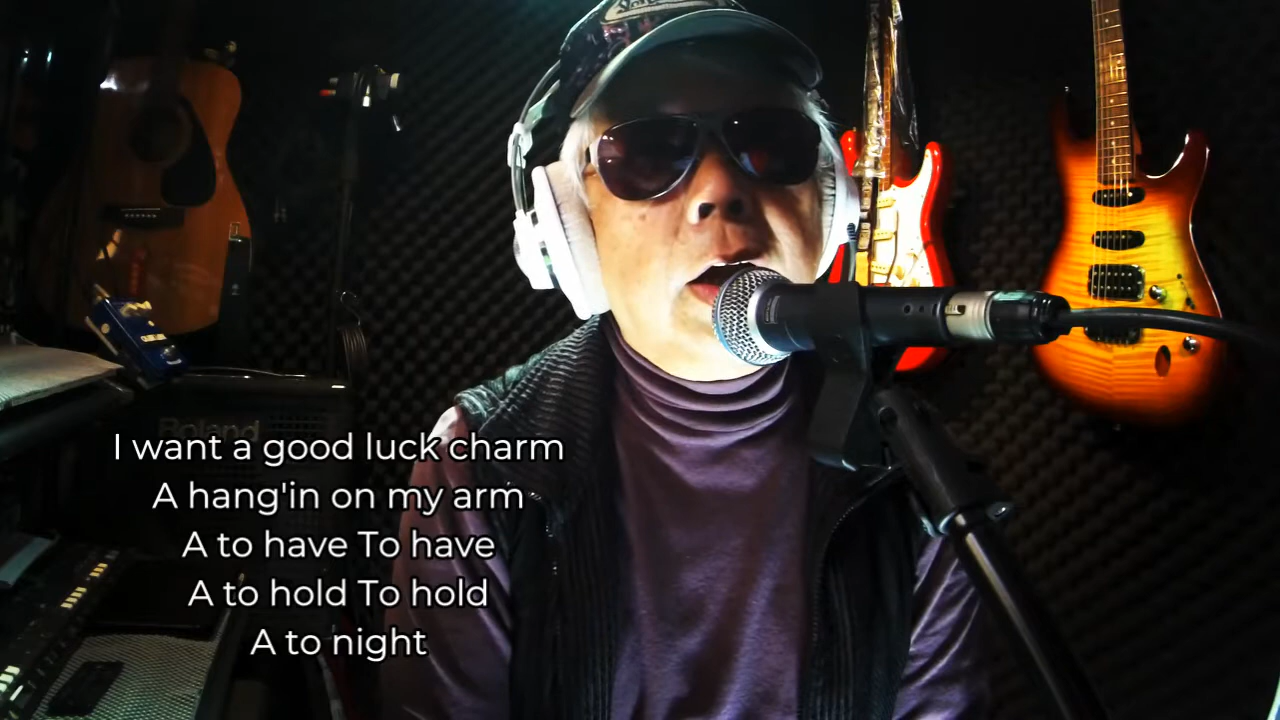 I want a good luck charm
A hang'in on my arm
A to have To have
A to hold To hold
A to night
Roland